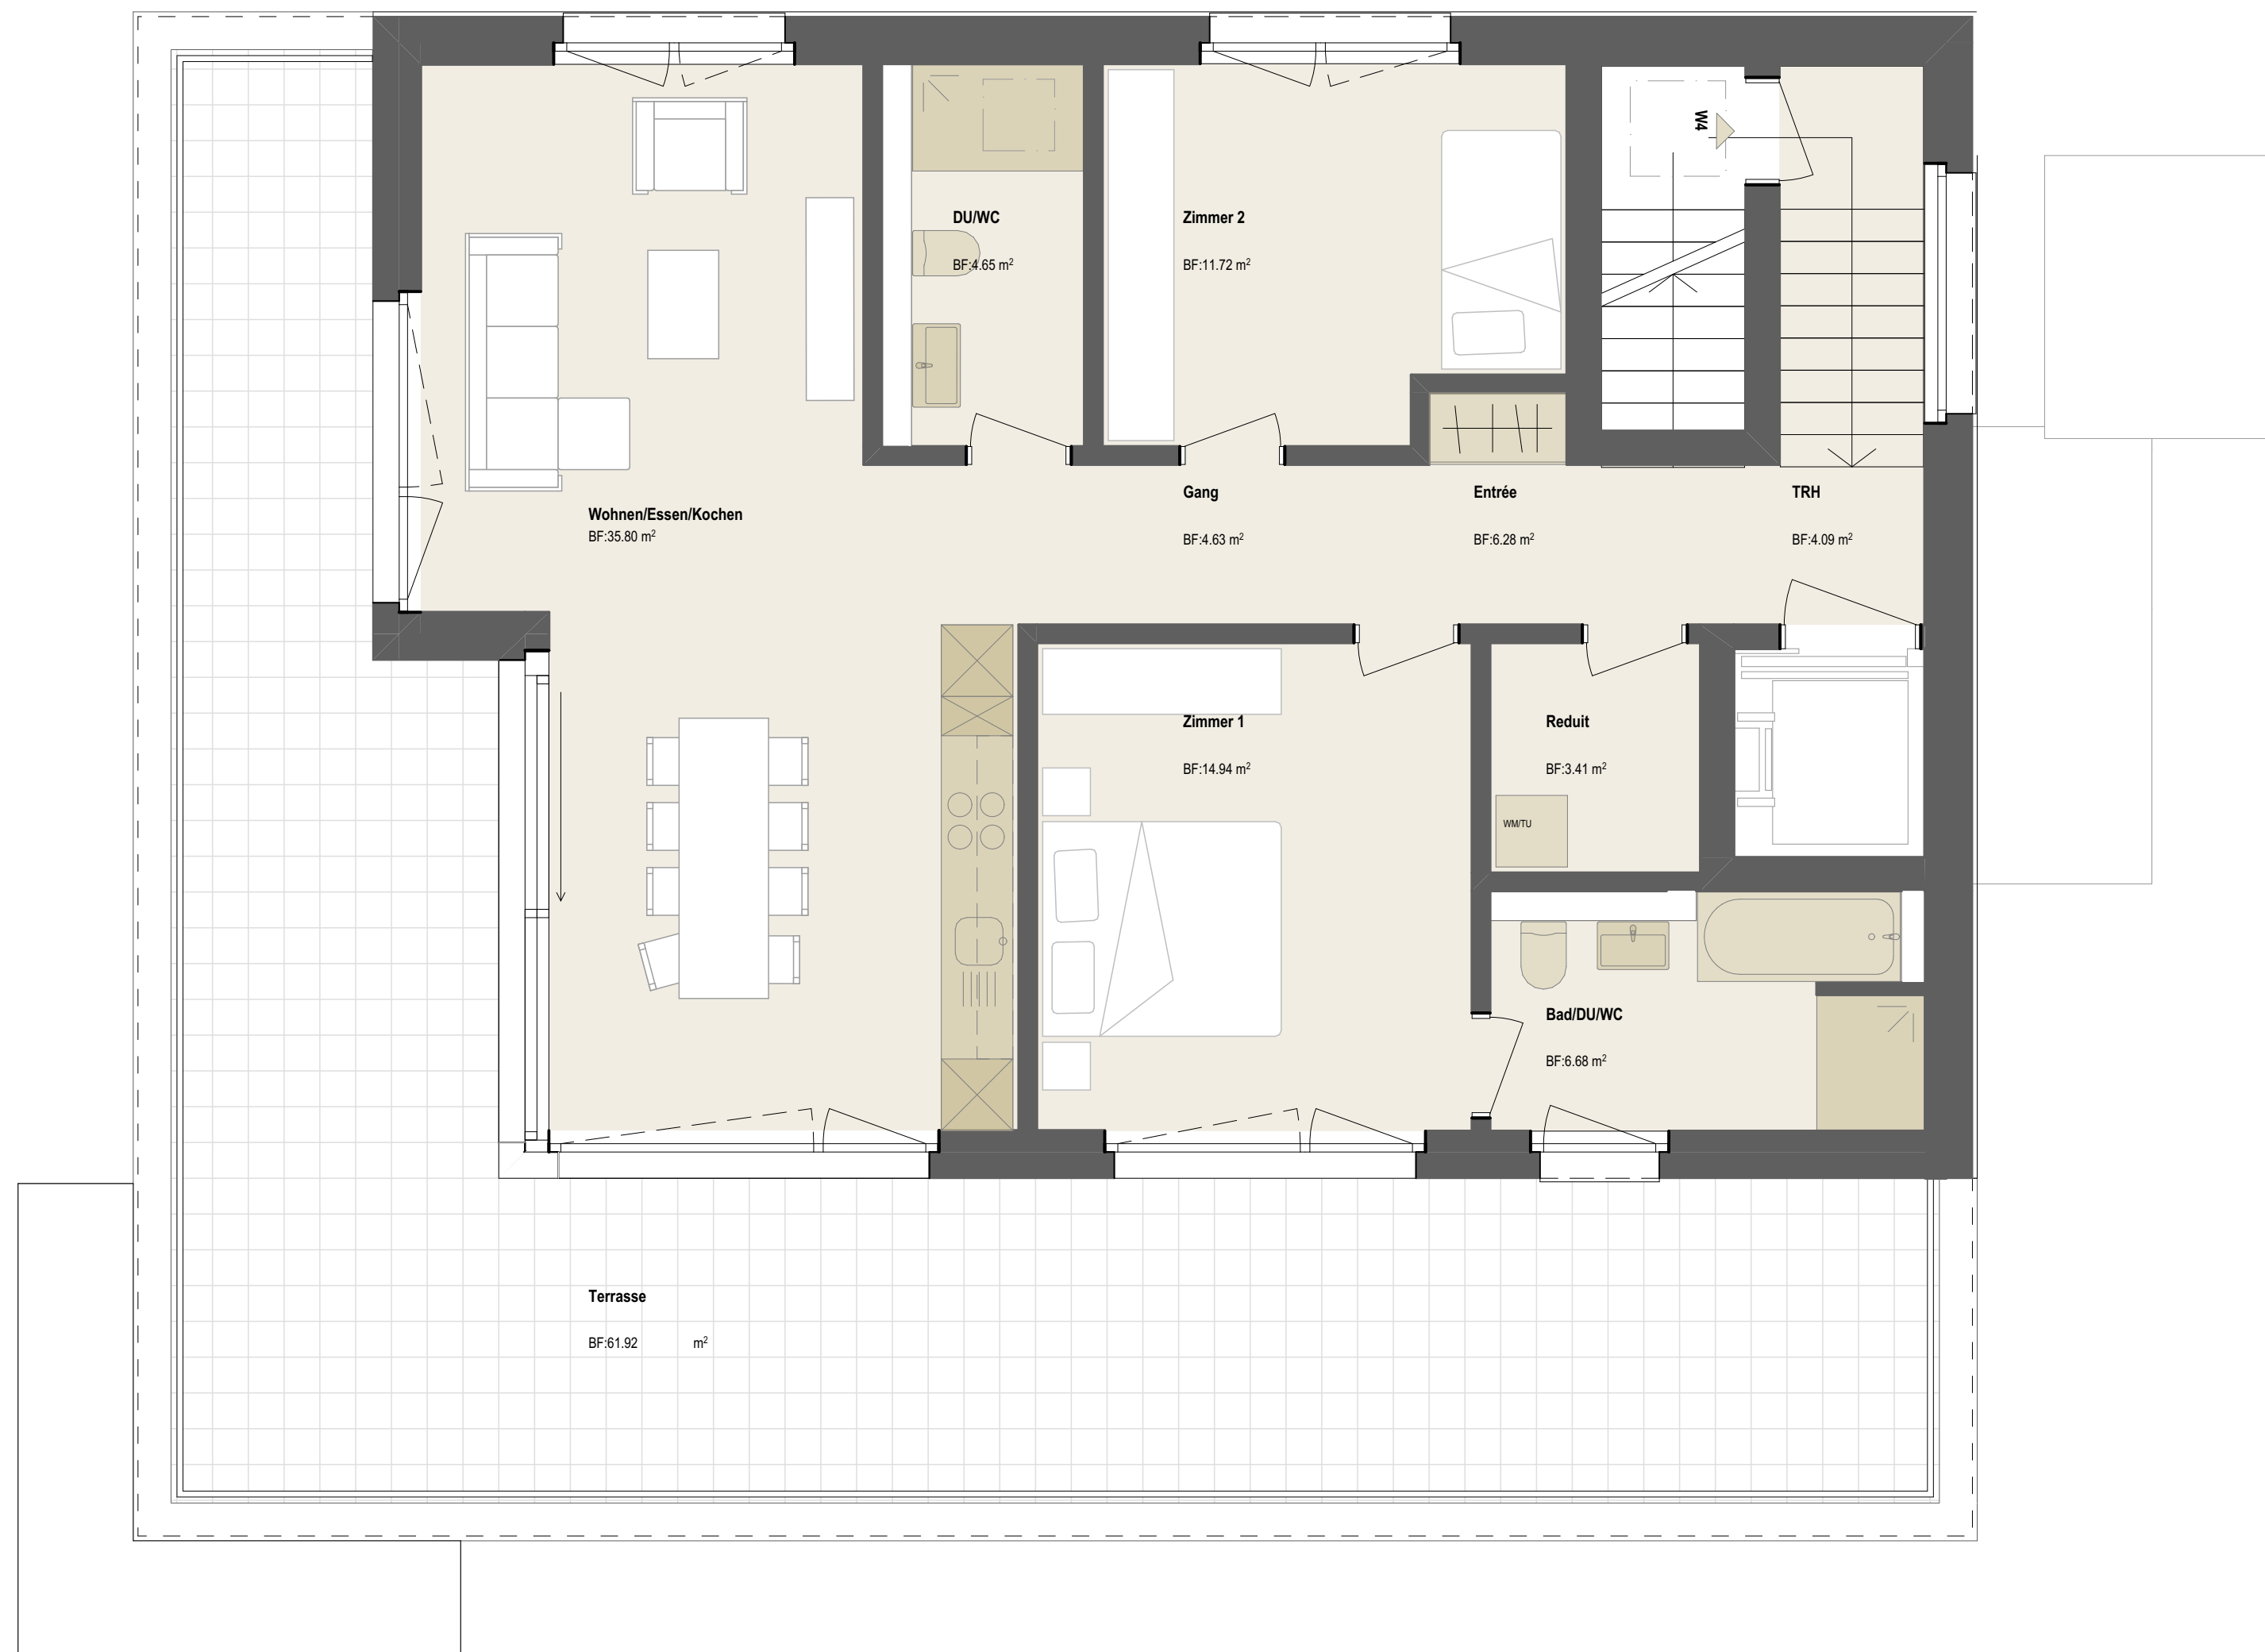 W4
DU/WC
BF:4.65 m²
Zimmer 2
BF:11.72 m²
Wohnen/Essen/Kochen
BF:35.80 m²
Gang
BF:4.63 m²
Entrée
BF:6.28 m²
TRH
BF:4.09 m²
Zimmer 1
BF:14.94 m²
Reduit
BF:3.41 m²
WM/TU
Bad/DU/WC
BF:6.68 m²
Terrasse
BF:61.92 m²